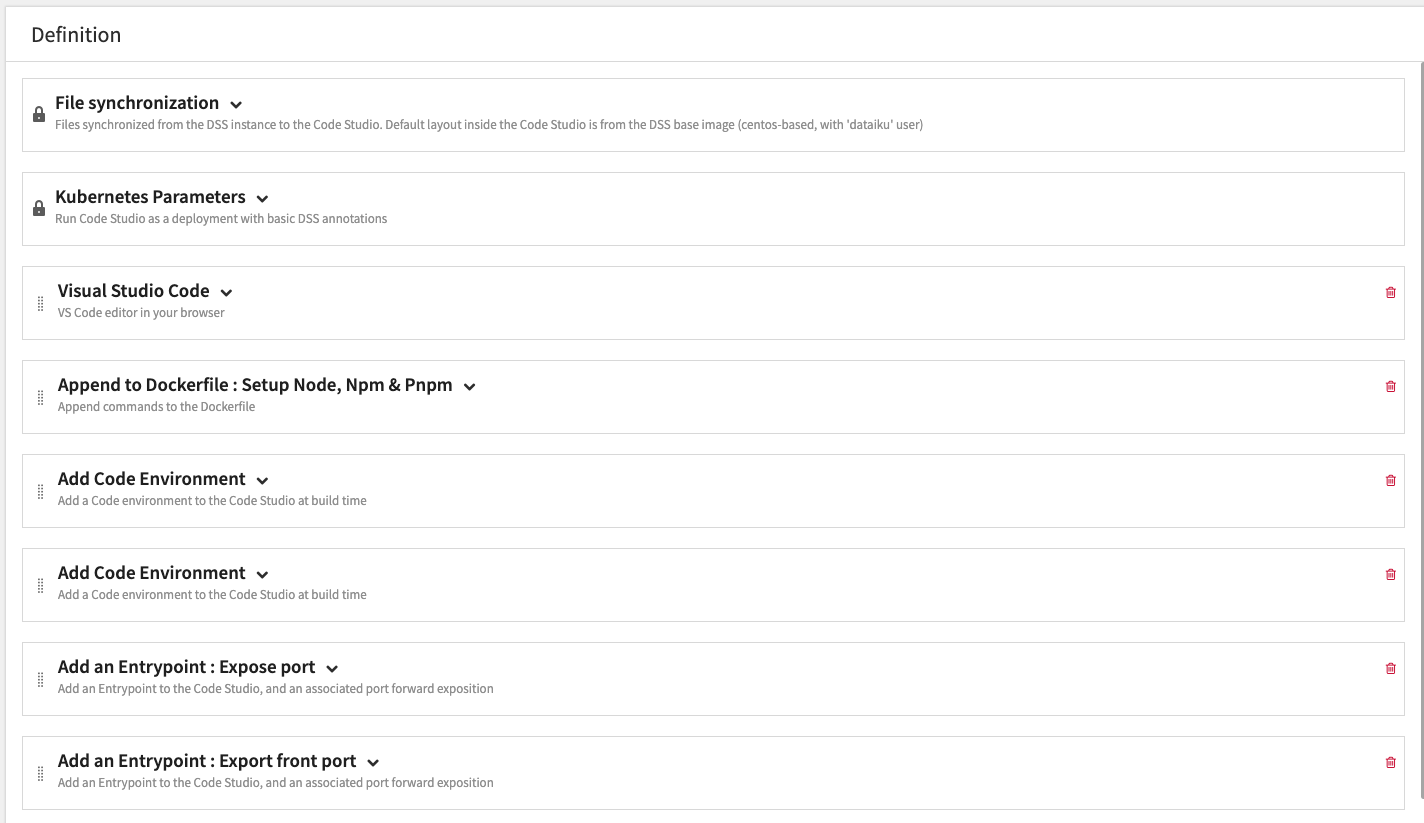 Definition
File synchronization
Files synchronized from the DSS instance to the Code Studio. Default layout inside the Code Studio is from the DSS base image (centos-based, with 'dataiku' user)
Kubernetes Parameters
Run Code Studio as a deployment with basic DSS annotations
Visual Studio Code
VS Code editor in your browser
Append to Dockerfile : Setup Node, Npm & Pnpm
Append commands to the Dockerfile
Add Code Environment
Add a Code environment to the Code Studio at build time
Add Code Environment
Add a Code environment to the Code Studio at build time
Add an Entrypoint : Expose port
Add an Entrypoint to the Code Studio, and an associated port forward exposition
Add an Entrypoint : Export front port
Add an Entrypoint to the Code Studio, and an associated port forward exposition